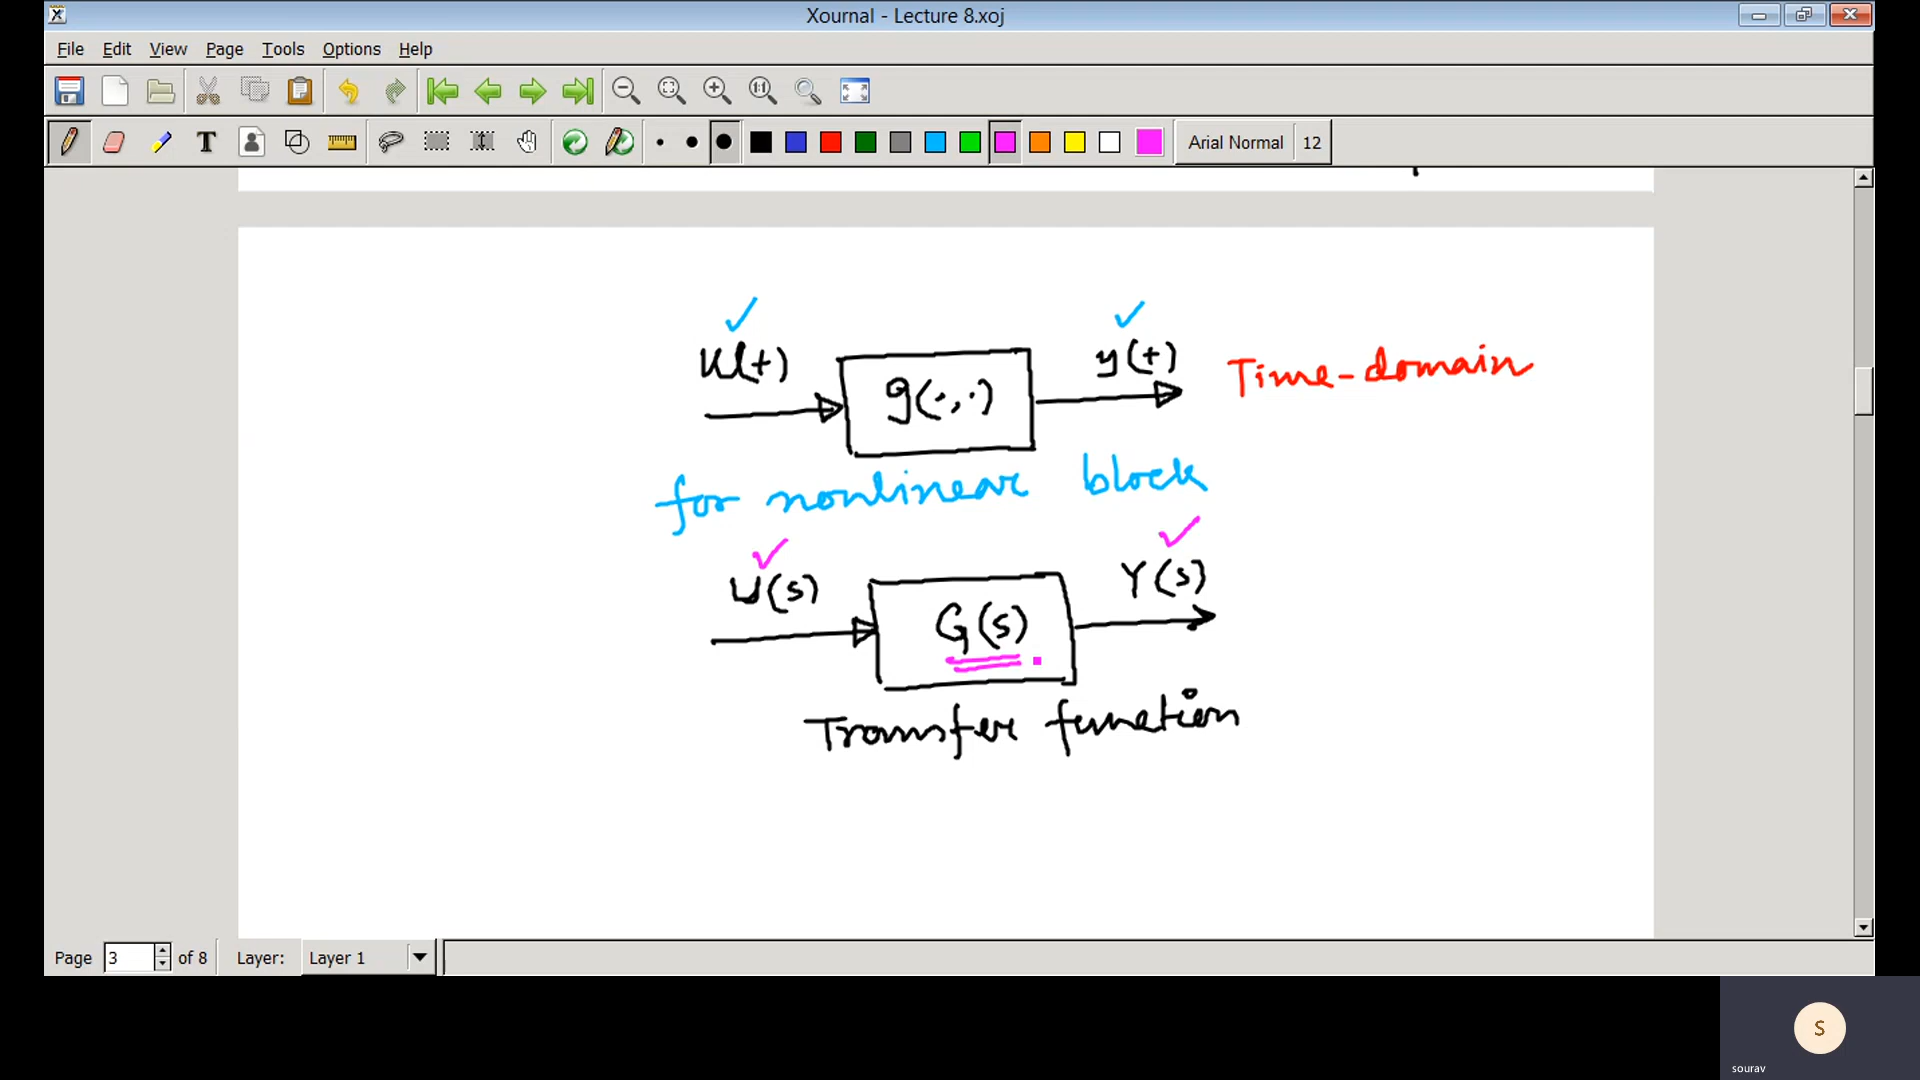 Xournal - Lecture 8.xoj
File Edit View Page Tools Options Help
Arial Normal 12
u(t) g(·,·) y(t) Time-domain
for nonlinear block
U(s) G(s) Y(s)
Transfer function
Page 3 of 8 Layer: Layer 1
S
sourav